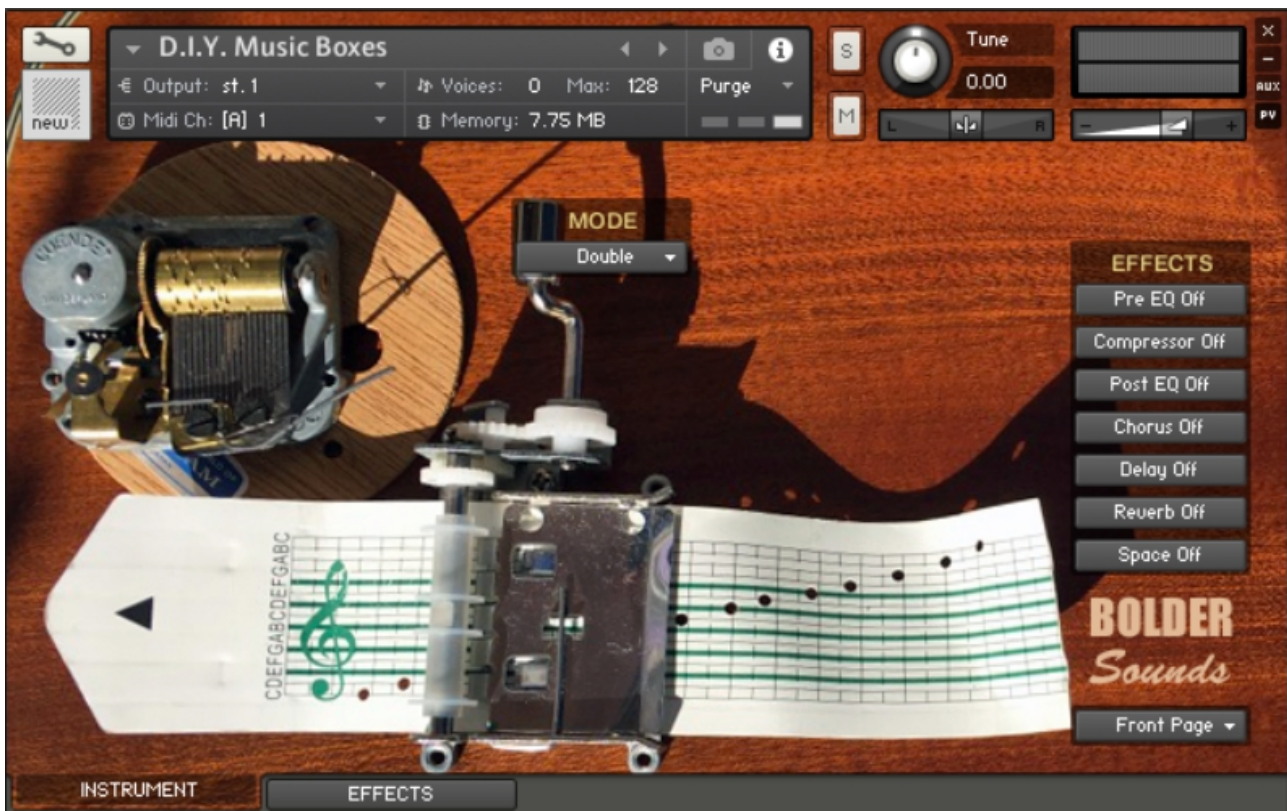 D.I.Y. Music Boxes
Output: st. 1
Voices: 0 Max: 128
Purge
new
Midi Ch: [A] 1
Memory: 7.75 MB
S
M
Tune
0.00
L R
- +
×
–
AUX
PV
MODE
Double
EFFECTS
Pre EQ Off
Compressor Off
Post EQ Off
Chorus Off
Delay Off
Reverb Off
Space Off
CDEFGABCDEFGABC
BOLDER
Sounds
Front Page
INSTRUMENT
EFFECTS